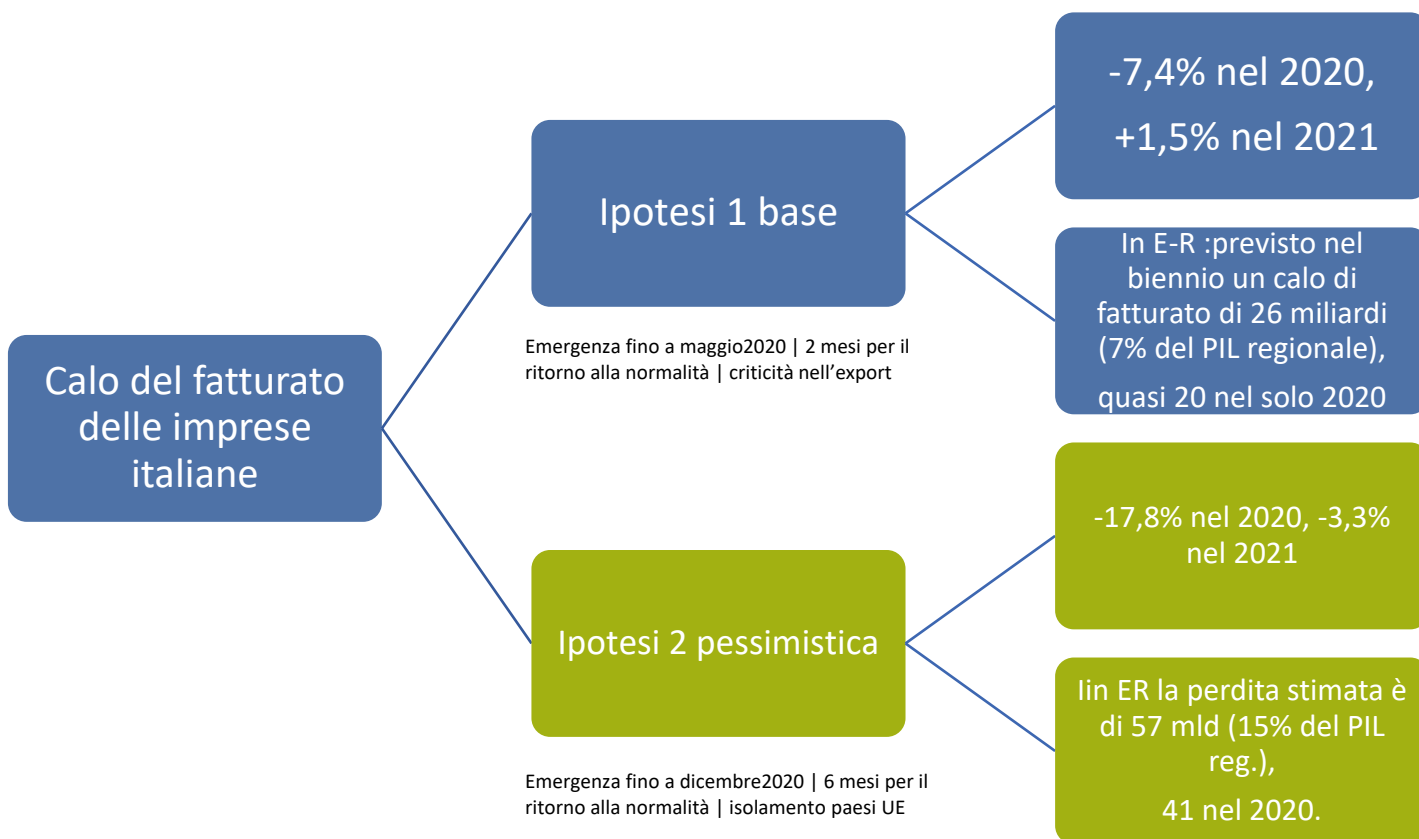 Calo del fatturato
delle imprese
italiane
Ipotesi 1 base
Emergenza fino a maggio2020 | 2 mesi per il
ritorno alla normalità | criticità nell’export
-7,4% nel 2020,
+1,5% nel 2021
In E-R :previsto nel
biennio un calo di
fatturato di 26 miliardi
(7% del PIL regionale),
quasi 20 nel solo 2020
Ipotesi 2 pessimistica
Emergenza fino a dicembre2020 | 6 mesi per il
ritorno alla normalità | isolamento paesi UE
-17,8% nel 2020, -3,3%
nel 2021
Iin ER la perdita stimata è
di 57 mld (15% del PIL
reg.),
41 nel 2020.